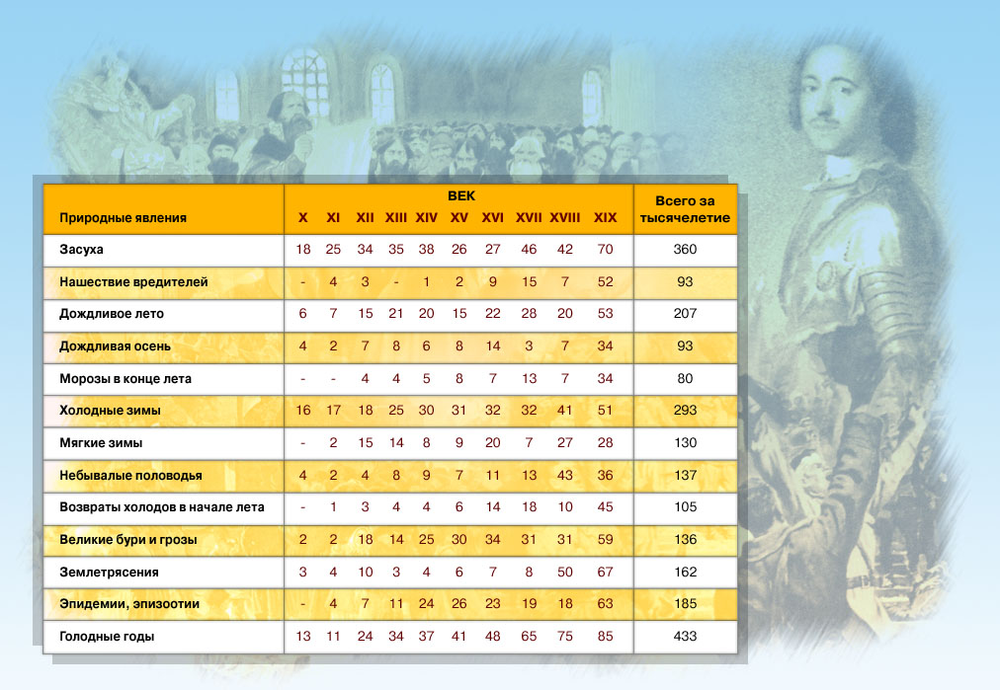 Природные явления ВЕК Всего за тысячелетие
X XI XII XIII XIV XV XVI XVII XVIII XIX
Засуха 18 25 34 35 38 26 27 46 42 70 360
Нашествие вредителей - 4 3 - 1 2 9 15 7 52 93
Дождливое лето 6 7 15 21 20 15 22 28 20 53 207
Дождливая осень 4 2 7 8 6 8 14 3 7 34 93
Морозы в конце лета - - 4 4 5 8 7 13 7 34 80
Холодные зимы 16 17 18 25 30 31 32 32 41 51 293
Мягкие зимы - 2 15 14 8 9 20 7 27 28 130
Небывалые половодья 4 2 4 8 9 7 11 13 43 36 137
Возвраты холодов в начале лета - 1 3 4 4 6 14 18 10 45 105
Великие бури и грозы 2 2 18 14 25 30 34 31 31 59 136
Землетрясения 3 4 10 3 4 6 7 8 50 67 162
Эпидемии, эпизоотии - 4 7 11 24 26 23 19 18 63 185
Голодные годы 13 11 24 34 37 41 48 65 75 85 433